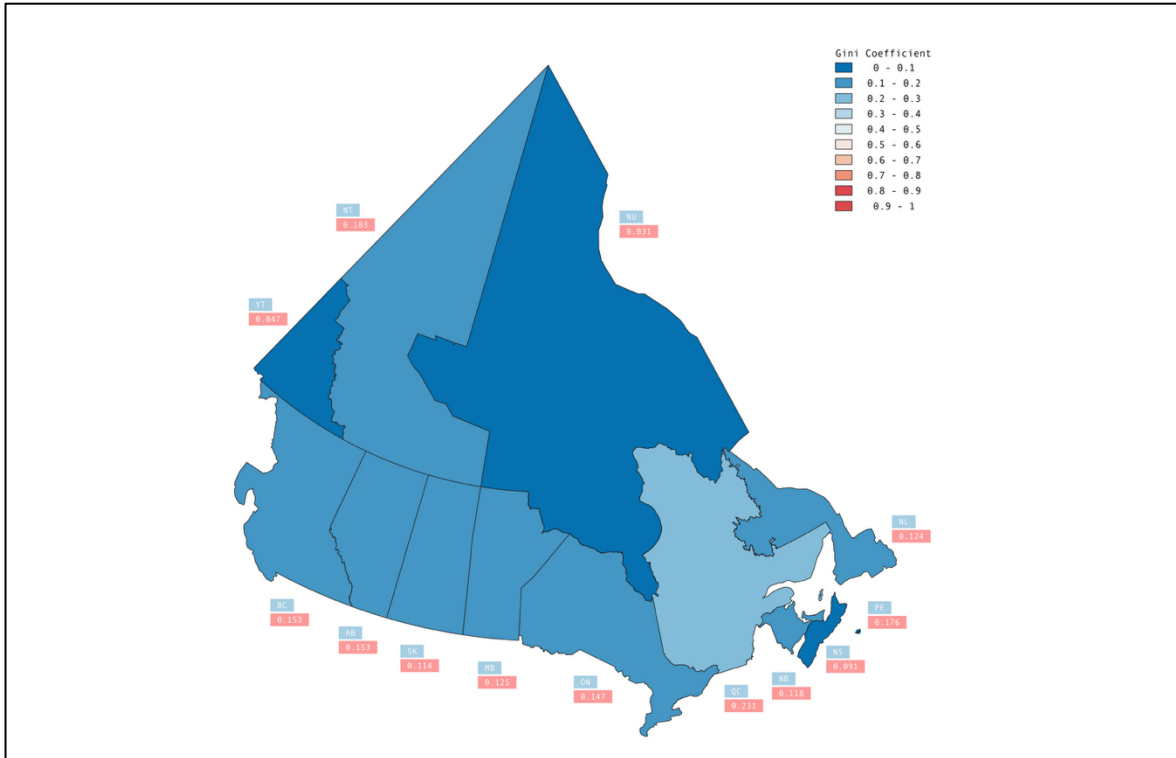 Gini Coefficient
0 - 0.1
0.1 - 0.2
0.2 - 0.3
0.3 - 0.4
0.4 - 0.5
0.5 - 0.6
0.6 - 0.7
0.7 - 0.8
0.8 - 0.9
0.9 - 1
NT
0.103
NU
0.031
YT
0.047
NL
0.124
BC
0.153
AB
0.153
SK
0.114
MB
0.125
ON
0.147
QC
0.231
NB
0.118
NS
0.091
PE
0.176